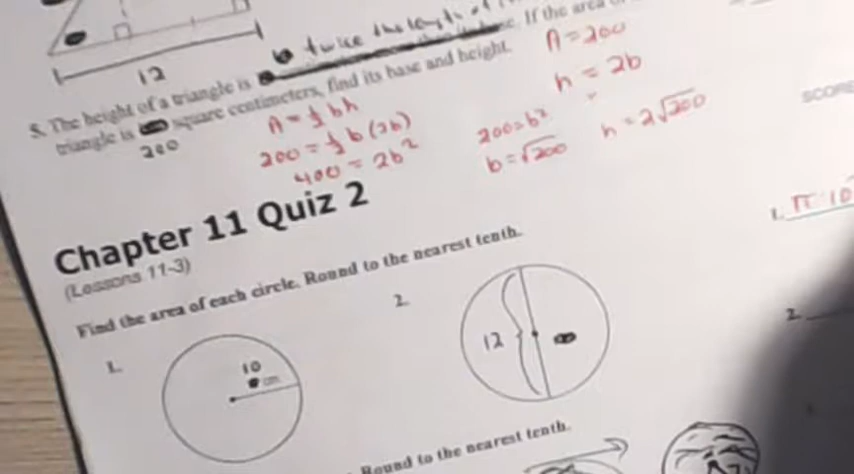 12
twice the length of
5. The height of a triangle is its base. If the area of
triangle is square centimeters, find its base and height.
200
A = 1/2 bh
200 = 1/2 b (2b)
400 = 2b²
200 = b²
b = √200
A = 200
h = 2b
h = 2√200
SCORE
Chapter 11 Quiz 2
(Lessons 11-3)
Find the area of each circle. Round to the nearest tenth.
1.
10
cm
2.
12
1. π·10
2.
Round to the nearest tenth.